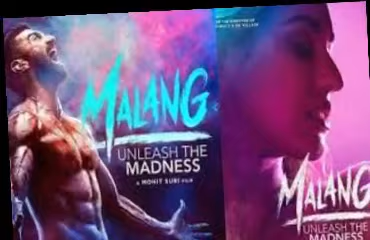 MALANG
UNLEASH THE
MADNESS
A MOHIT SURI FILM
MALANG
UNLEASH THE
MADNESS